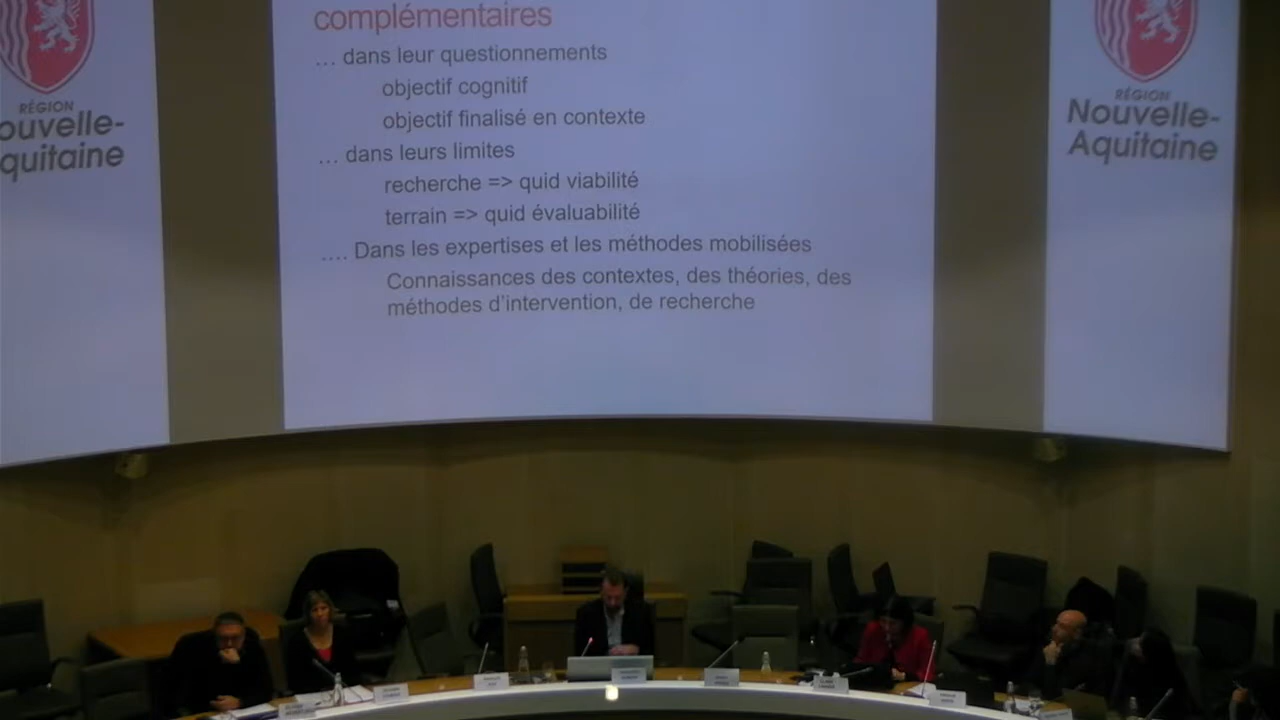 complémentaires
… dans leur questionnements
objectif cognitif
objectif finalisé en contexte
… dans leurs limites
recherche => quid viabilité
terrain => quid évaluabilité
…. Dans les expertises et les méthodes mobilisées
Connaissances des contextes, des théories, des
méthodes d'intervention, de recherche
RÉGION
ouvelle-
quitaine
RÉGION
Nouvelle-
Aquitaine